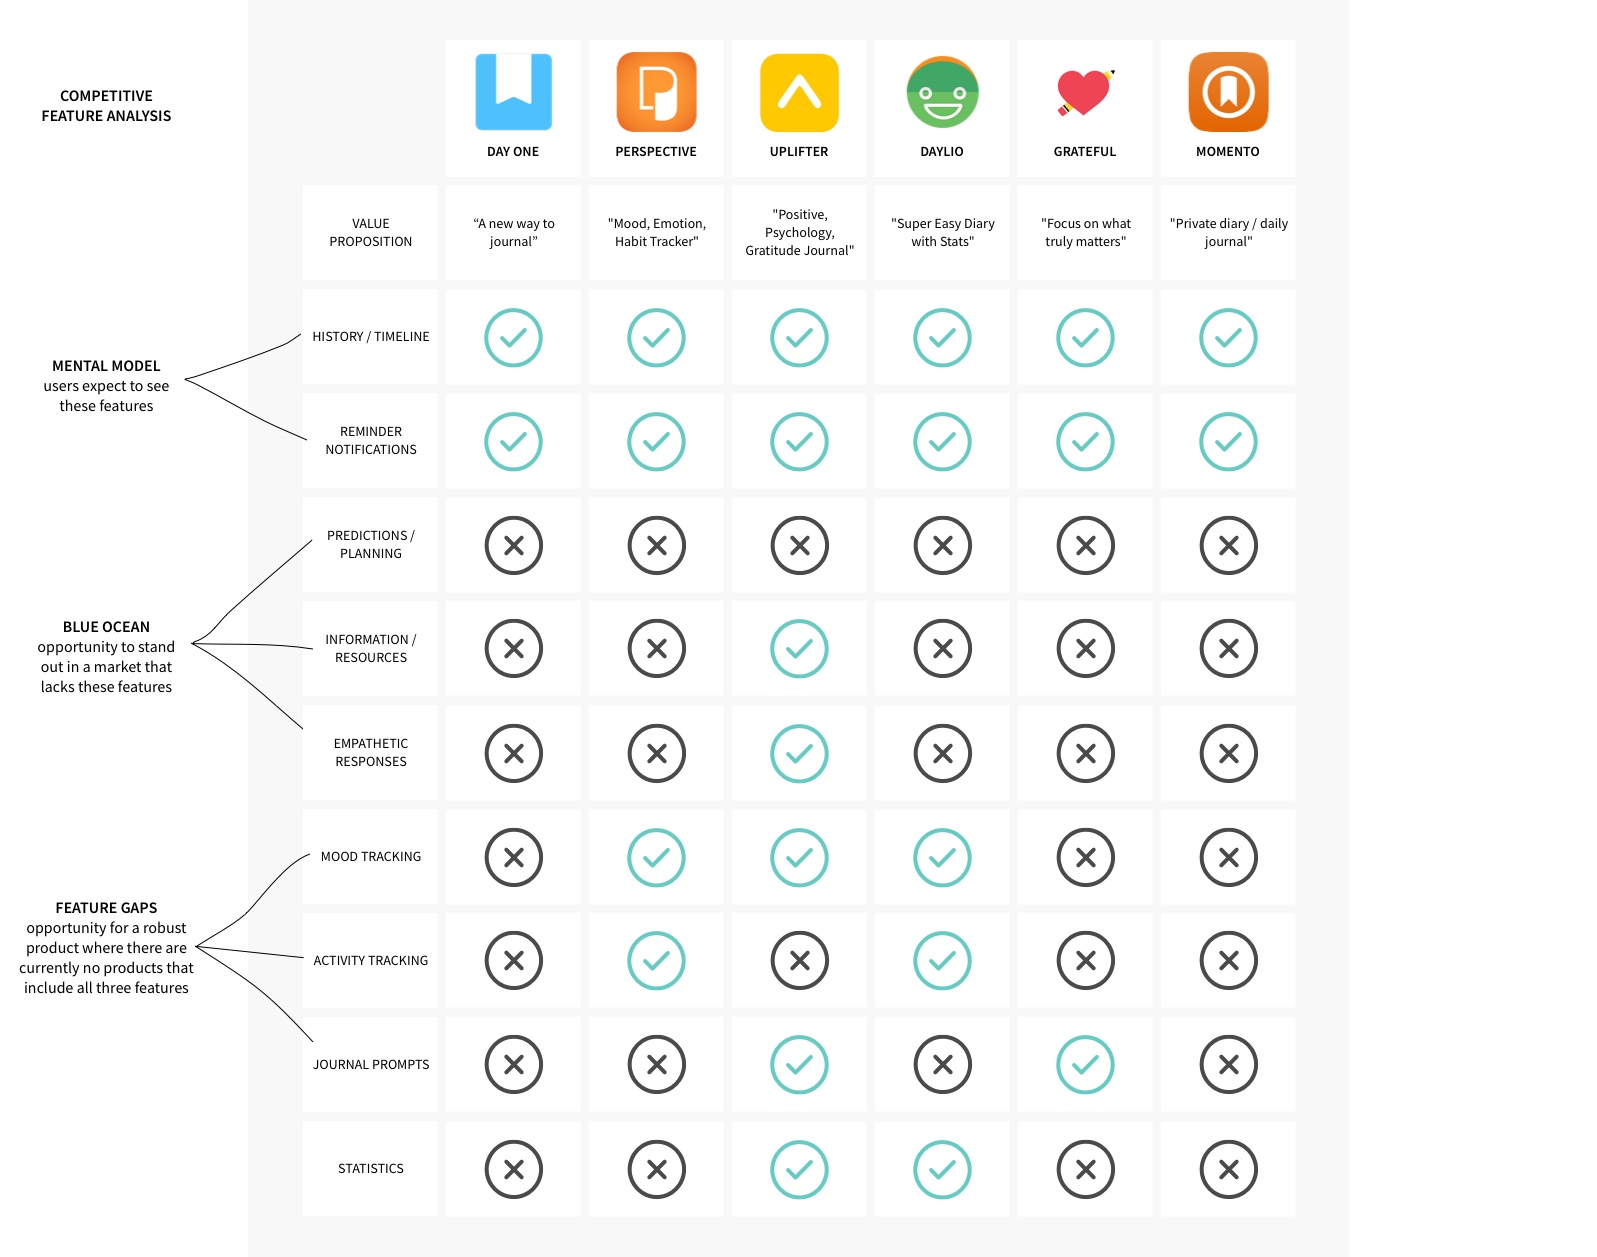 COMPETITIVE
FEATURE ANALYSIS
DAY ONE
PERSPECTIVE
UPLIFTER
DAYLIO
GRATEFUL
MOMENTO
VALUE
PROPOSITION
“A new way to
journal”
"Mood, Emotion,
Habit Tracker"
"Positive,
Psychology,
Gratitude Journal"
"Super Easy Diary
with Stats"
"Focus on what
truly matters"
"Private diary / daily
journal"
MENTAL MODEL
users expect to see
these features
HISTORY / TIMELINE
REMINDER
NOTIFICATIONS
BLUE OCEAN
opportunity to stand
out in a market that
lacks these features
PREDICTIONS /
PLANNING
INFORMATION /
RESOURCES
EMPATHETIC
RESPONSES
FEATURE GAPS
opportunity for a robust
product where there are
currently no products that
include all three features
MOOD TRACKING
ACTIVITY TRACKING
JOURNAL PROMPTS
STATISTICS